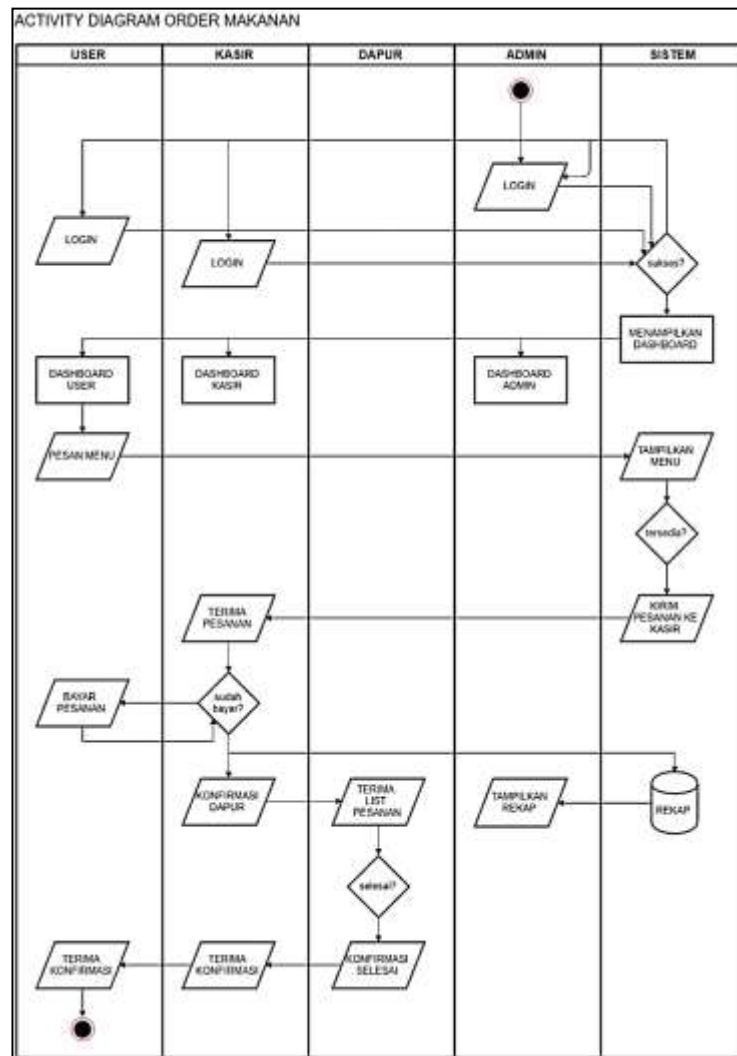 ACTIVITY DIAGRAM ORDER MAKANAN
USER
KASIR
DAPUR
ADMIN
SISTEM
LOGIN
LOGIN
LOGIN
sukses?
MENAMPILKAN
DASHBOARD
DASHBOARD
USER
DASHBOARD
KASIR
DASHBOARD
ADMIN
PESAN MENU
TAMPILKAN
MENU
tersedia?
TERIMA
PESANAN
KIRIM
PESANAN KE
KASIR
BAYAR
PESANAN
sudah
bayar?
KONFIRMASI
DAPUR
TERIMA
LIST
PESANAN
TAMPILKAN
REKAP
REKAP
selesai?
TERIMA
KONFIRMASI
TERIMA
KONFIRMASI
KONFIRMASI
SELESAI